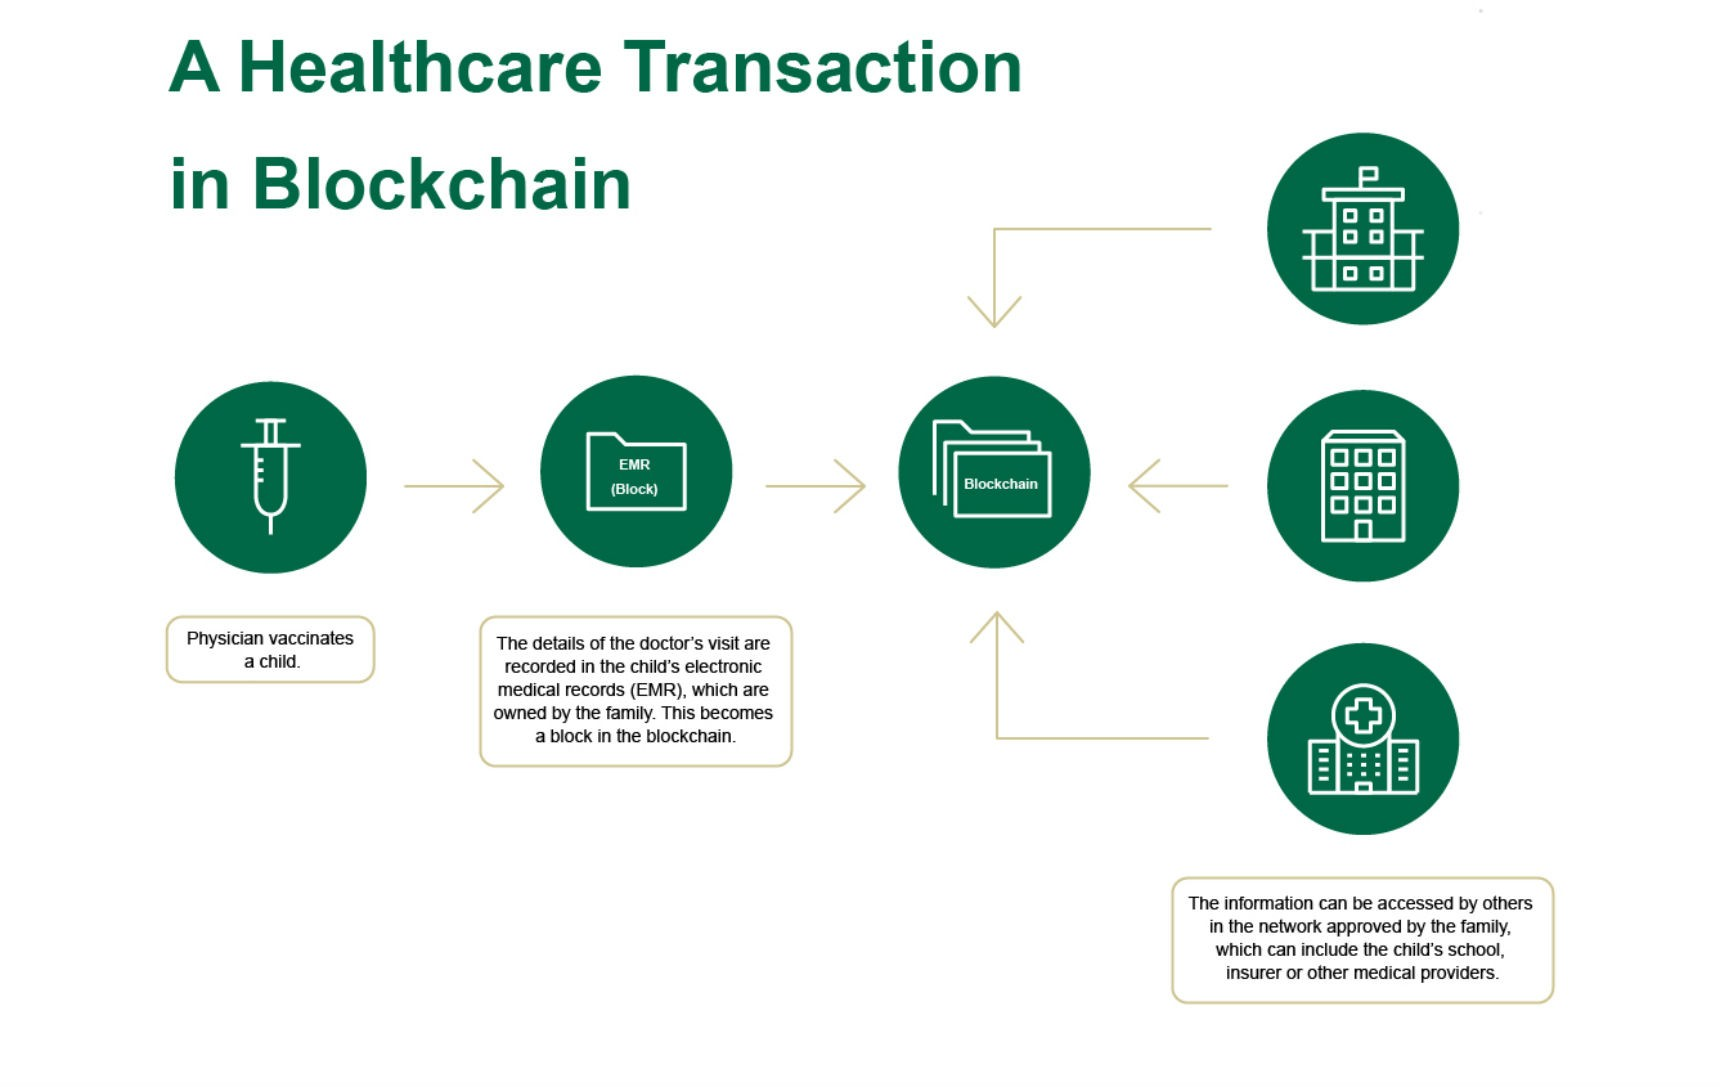 A Healthcare Transaction
in Blockchain
EMR
(Block)
Blockchain
Physician vaccinates
a child.
The details of the doctor’s visit are
recorded in the child’s electronic
medical records (EMR), which are
owned by the family. This becomes
a block in the blockchain.
The information can be accessed by others
in the network approved by the family,
which can include the child’s school,
insurer or other medical providers.